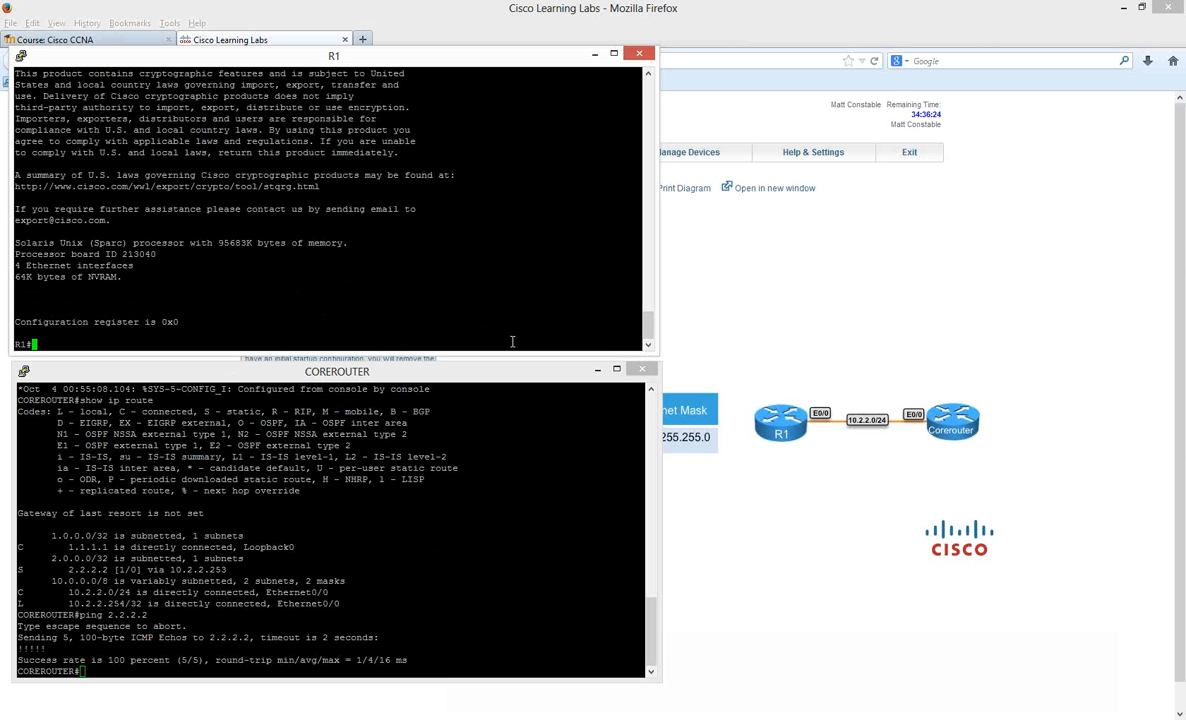 Cisco Learning Labs - Mozilla Firefox
File Edit View History Bookmarks Tools Help
Course: Cisco CCNA
Cisco Learning Labs
R1
Google
This product contains cryptographic features and is subject to United
States and local country laws governing import, export, transfer and
use. Delivery of Cisco cryptographic products does not imply
third-party authority to import, export, distribute or use encryption.
Importers, exporters, distributors and users are responsible for
compliance with U.S. and local country laws. By using this product you
agree to comply with applicable laws and regulations. If you are unable
to comply with U.S. and local laws, return this product immediately.
A summary of U.S. laws governing Cisco cryptographic products may be found at:
http://www.cisco.com/wwl/export/crypto/tool/stqrg.html
If you require further assistance please contact us by sending email to
export@cisco.com.
Solaris Unix (Sparc) processor with 95683K bytes of memory.
Processor board ID 213040
4 Ethernet interfaces
64K bytes of NVRAM.
Configuration register is 0x0
R1#
Matt Constable Remaining Time:
34:36:24
Matt Constable
anage Devices
Help & Settings
Exit
Print Diagram
Open in new window
have an initial startup configuration, you will remove the
COREROUTER
*Oct  4 00:55:08.104: %SYS-5-CONFIG_I: Configured from console by console
COREROUTER#show ip route
Codes: L - local, C - connected, S - static, R - RIP, M - mobile, B - BGP
D - EIGRP, EX - EIGRP external, O - OSPF, IA - OSPF inter area
N1 - OSPF NSSA external type 1, N2 - OSPF NSSA external type 2
E1 - OSPF external type 1, E2 - OSPF external type 2
i - IS-IS, su - IS-IS summary, L1 - IS-IS level-1, L2 - IS-IS level-2
ia - IS-IS inter area, * - candidate default, U - per-user static route
o - ODR, P - periodic downloaded static route, H - NHRP, l - LISP
+ - replicated route, % - next hop override
Gateway of last resort is not set
1.0.0.0/32 is subnetted, 1 subnets
C 1.1.1.1 is directly connected, Loopback0
2.0.0.0/32 is subnetted, 1 subnets
S 2.2.2.2 [1/0] via 10.2.2.253
10.0.0.0/8 is variably subnetted, 2 subnets, 2 masks
C 10.2.2.0/24 is directly connected, Ethernet0/0
L 10.2.2.254/32 is directly connected, Ethernet0/0
COREROUTER#ping 2.2.2.2
Type escape sequence to abort.
Sending 5, 100-byte ICMP Echos to 2.2.2.2, timeout is 2 seconds:
!!!!!
Success rate is 100 percent (5/5), round-trip min/avg/max = 1/4/16 ms
COREROUTER#
net Mask
255.255.0
R1
E0/0
10.2.2.0/24
E0/0
Corerouter
CISCO